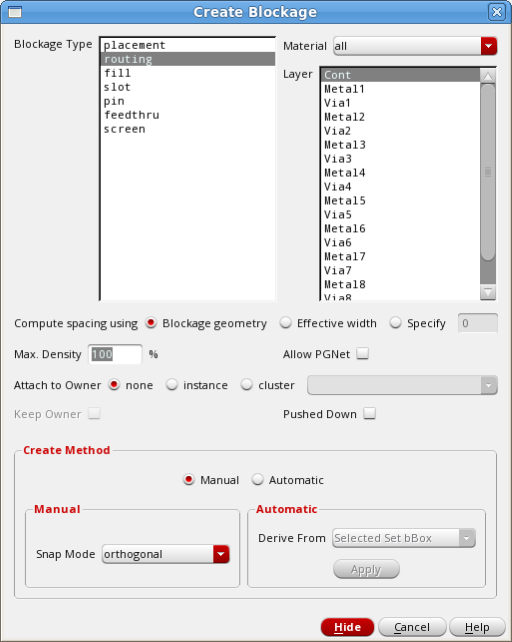 Create Blockage
Blockage Type
placement
routing
fill
slot
pin
feedthru
screen
Material all
Layer
Cont
Metal1
Via1
Metal2
Via2
Metal3
Via3
Metal4
Via4
Metal5
Via5
Metal6
Via6
Metal7
Via7
Metal8
Via8
Compute spacing using Blockage geometry Effective width Specify 0
Max. Density 100 % Allow PGNet
Attach to Owner none instance cluster
Keep Owner Pushed Down
Create Method
Manual Automatic
Manual
Snap Mode orthogonal
Automatic
Derive From Selected Set bBox
Apply
Hide Cancel Help